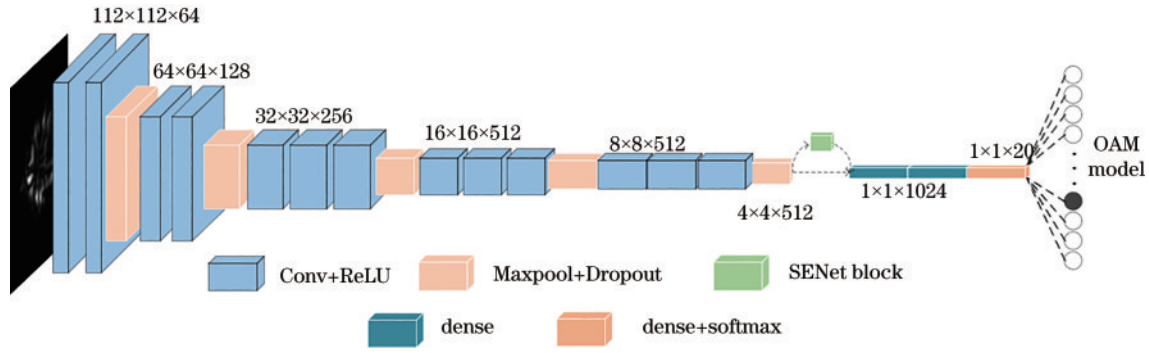 112×112×64
64×64×128
32×32×256
16×16×512
8×8×512
4×4×512
1×1×1024
1×1×20
OAM
model
Conv+ReLU
Maxpool+Dropout
SENet block
dense
dense+softmax